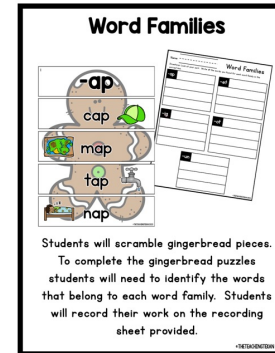 Word Families
-ap
cap
map
tap
nap
Word Families
-ap
-ig
Students will scramble gingerbread pieces.
To complete the gingerbread puzzles
students will need to identify the words
that belong to each word family. Students
will record their work on the recording
sheet provided.
©THETEACHINGTEXAN